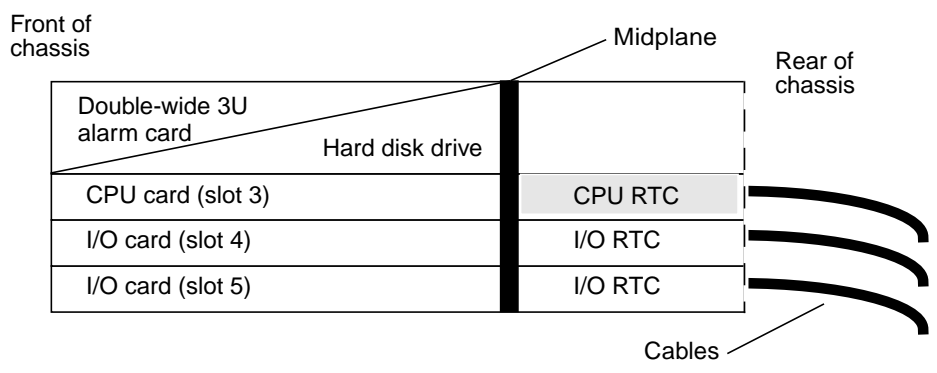 Front of
chassis
Midplane
Rear of
chassis
Double-wide 3U
alarm card
Hard disk drive
CPU card (slot 3)
CPU RTC
I/O card (slot 4)
I/O RTC
I/O card (slot 5)
I/O RTC
Cables